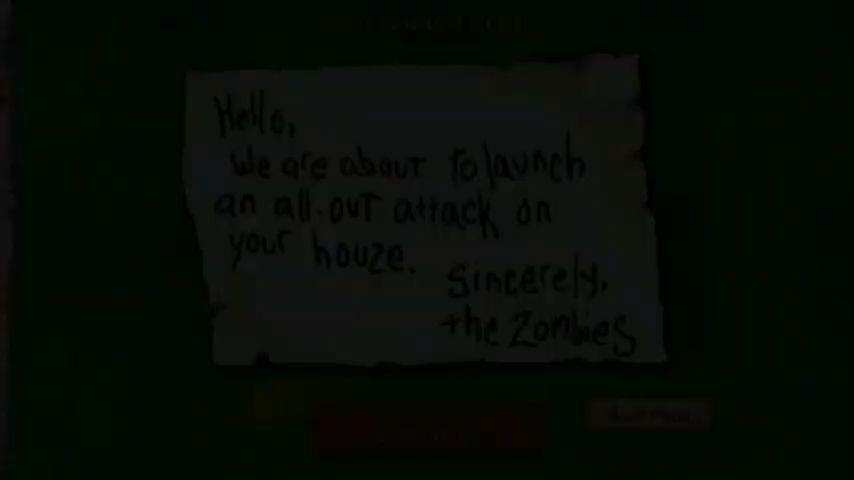 Hello,
We are about to launch
an all-out attack on
your houze.
Sincerely,
the Zombies